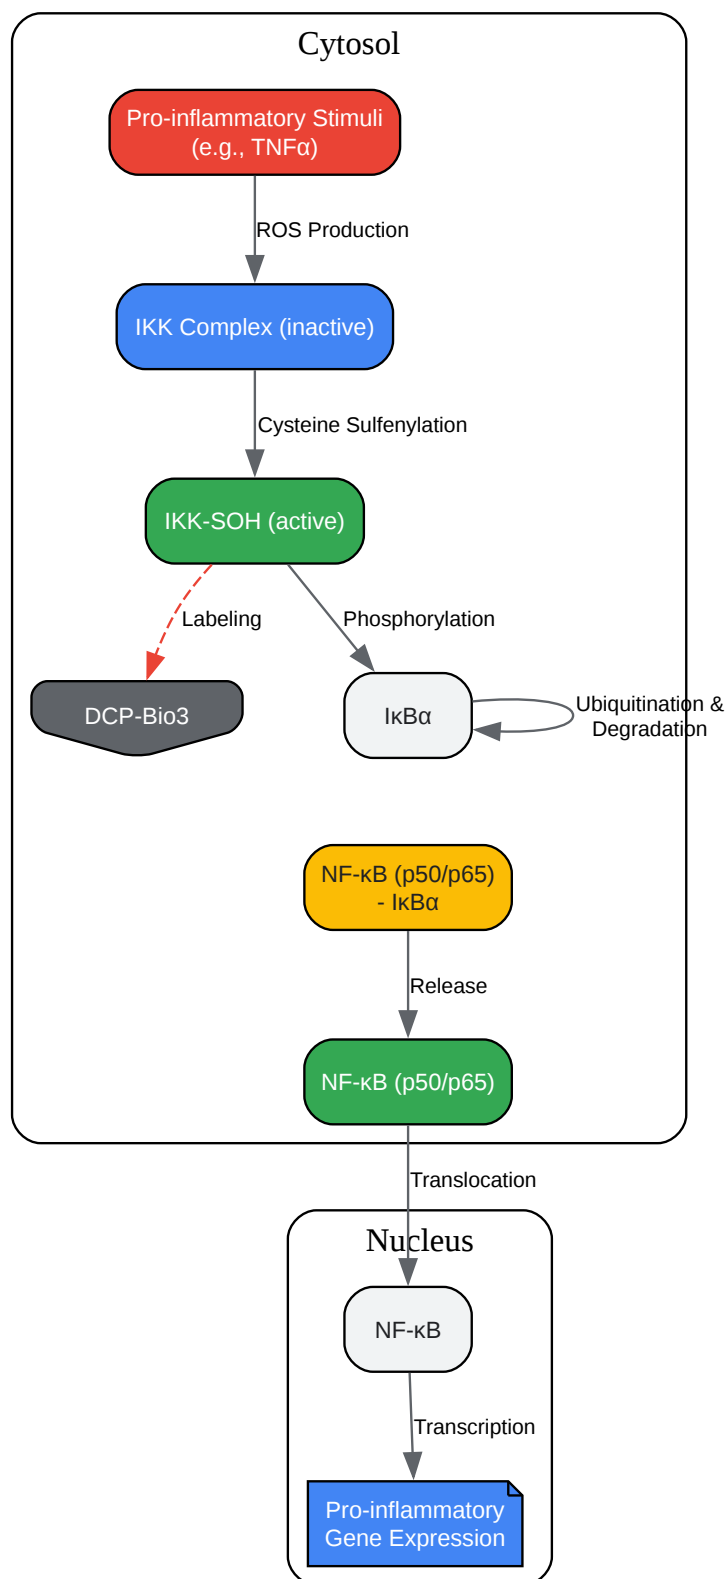 Cytosol
Pro-inflammatory Stimuli
(e.g., TNFα)
ROS Production
IKK Complex (inactive)
Cysteine Sulfenylation
IKK-SOH (active)
Labeling
Phosphorylation
DCP-Bio3
IκBα
Ubiquitination &
Degradation
NF-κB (p50/p65)
- IκBα
Release
NF-κB (p50/p65)
Translocation
Nucleus
NF-κB
Transcription
Pro-inflammatory
Gene Expression